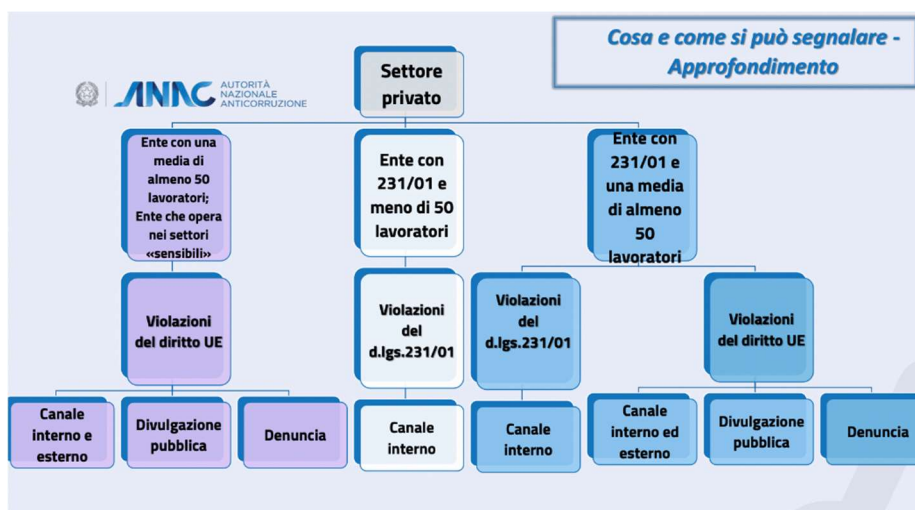 Cosa e come si può segnalare -
Approfondimento
ANAC
AUTORITÀ
NAZIONALE
ANTICORRUZIONE
Settore
privato
Ente con una
media di
almeno 50
lavoratori;
Ente che opera
nei settori
«sensibili»
Ente con
231/01 e
meno di 50
lavoratori
Ente con
231/01 e
una media
di almeno
50
lavoratori
Violazioni
del diritto UE
Violazioni
del
d.lgs.231/01
Violazioni
del
d.lgs.231/01
Violazioni
del diritto UE
Canale
interno e
esterno
Divulgazione
pubblica
Denuncia
Canale
interno
Canale
interno
Canale
interno ed
esterno
Divulgazione
pubblica
Denuncia